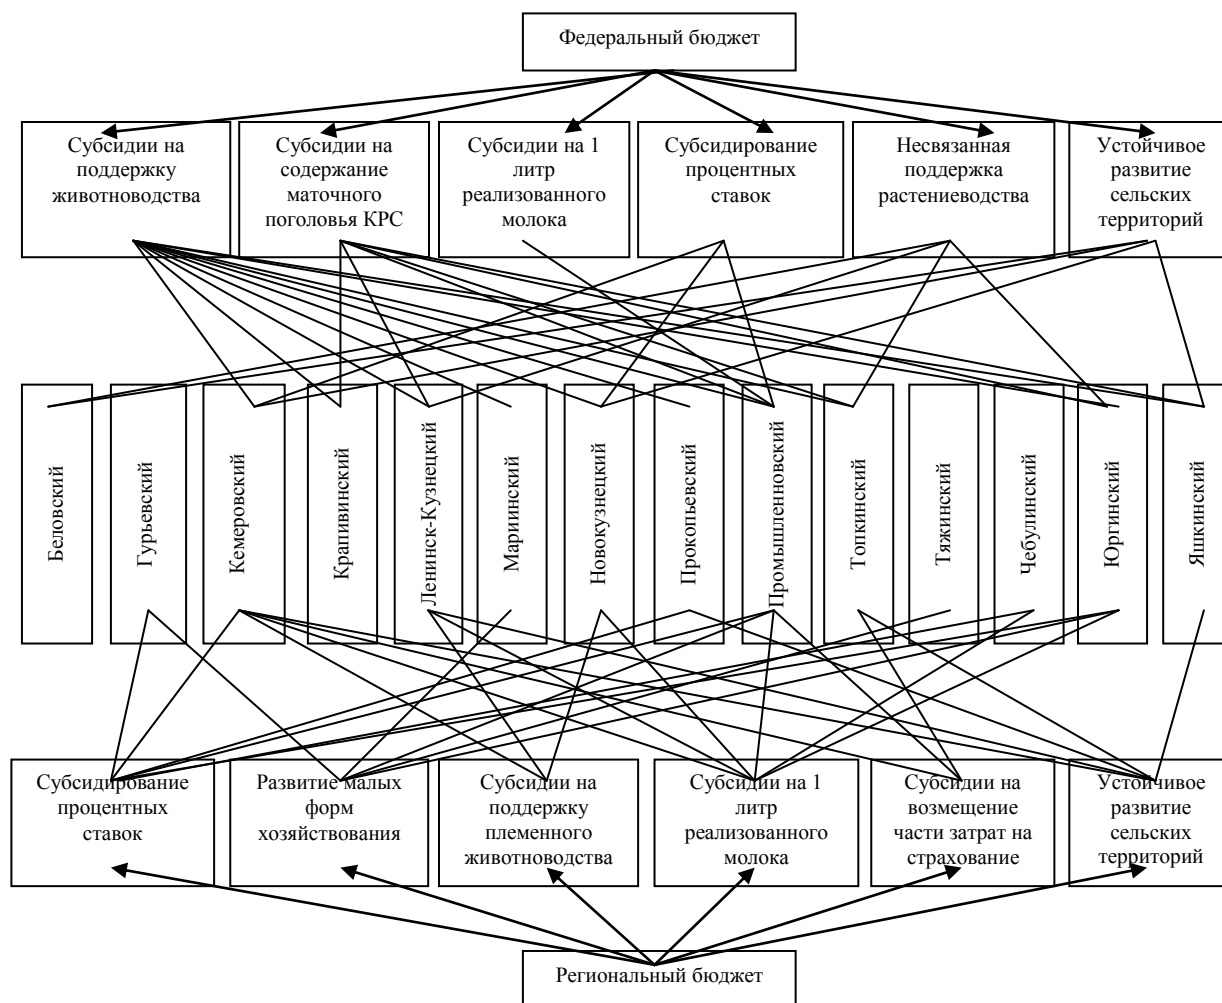 Федеральный бюджет
Субсидии на
поддержку
животноводства
Субсидии на
содержание
маточного
поголовья КРС
Субсидии на 1
литр
реализованного
молока
Субсидирование
процентных
ставок
Несвязанная
поддержка
растениеводства
Устойчивое
развитие
сельских
территорий
Беловский
Гурьевский
Кемеровский
Крапивинский
Ленинск-Кузнецкий
Мариинский
Новокузнецкий
Прокопьевский
Промышленновский
Топкинский
Тяжинский
Чебулинский
Юргинский
Яшкинский
Субсидирование
процентных
ставок
Развитие малых
форм
хозяйствования
Субсидии на
поддержку
племенного
животноводства
Субсидии на 1
литр
реализованного
молока
Субсидии на
возмещение
части затрат на
страхование
Устойчивое
развитие
сельских
территорий
Региональный бюджет